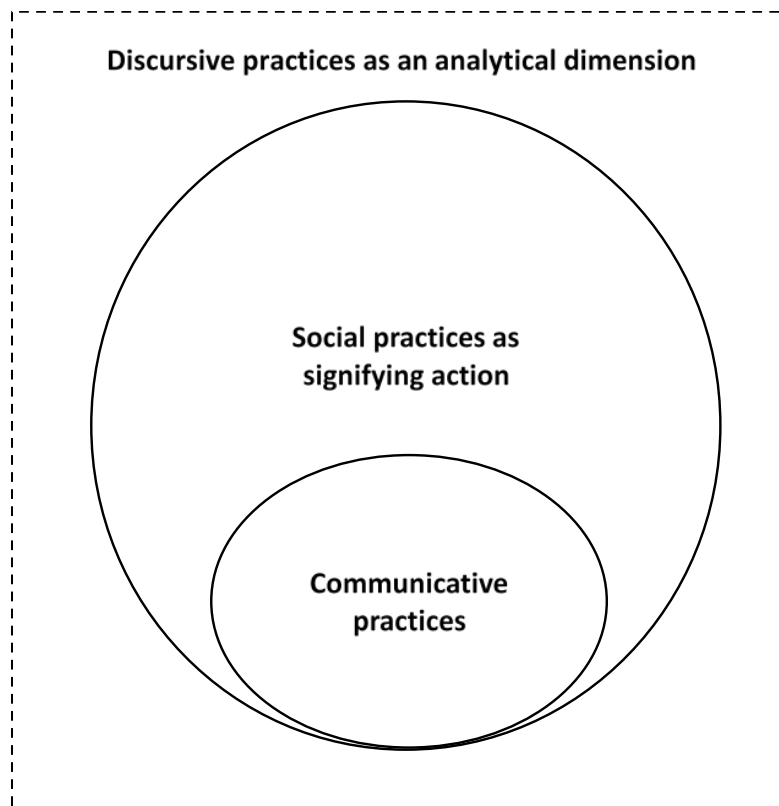 Discursive practices as an analytical dimension
Social practices as
signifying action
Communicative
practices